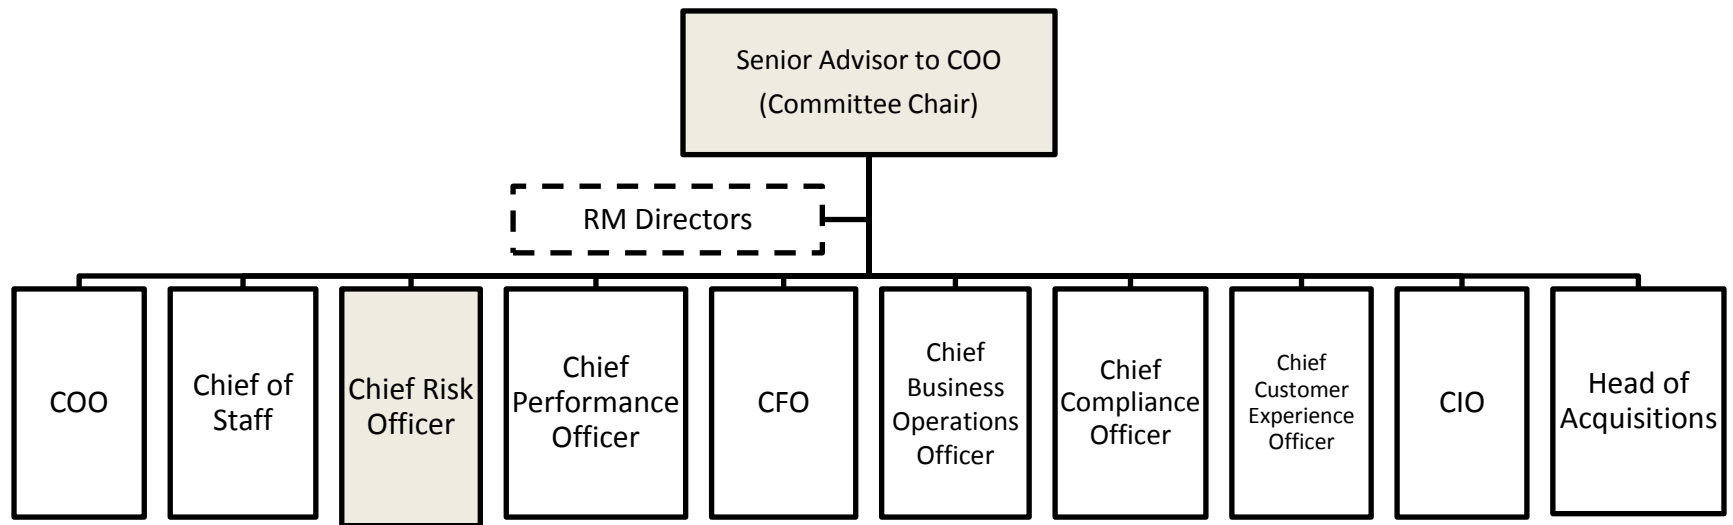 Senior Advisor to COO
(Committee Chair)
RM Directors
COO
Chief of
Staff
Chief Risk
Officer
Chief
Performance
Officer
CFO
Chief
Business
Operations
Officer
Chief
Compliance
Officer
Chief
Customer
Experience
Officer
CIO
Head of
Acquisitions